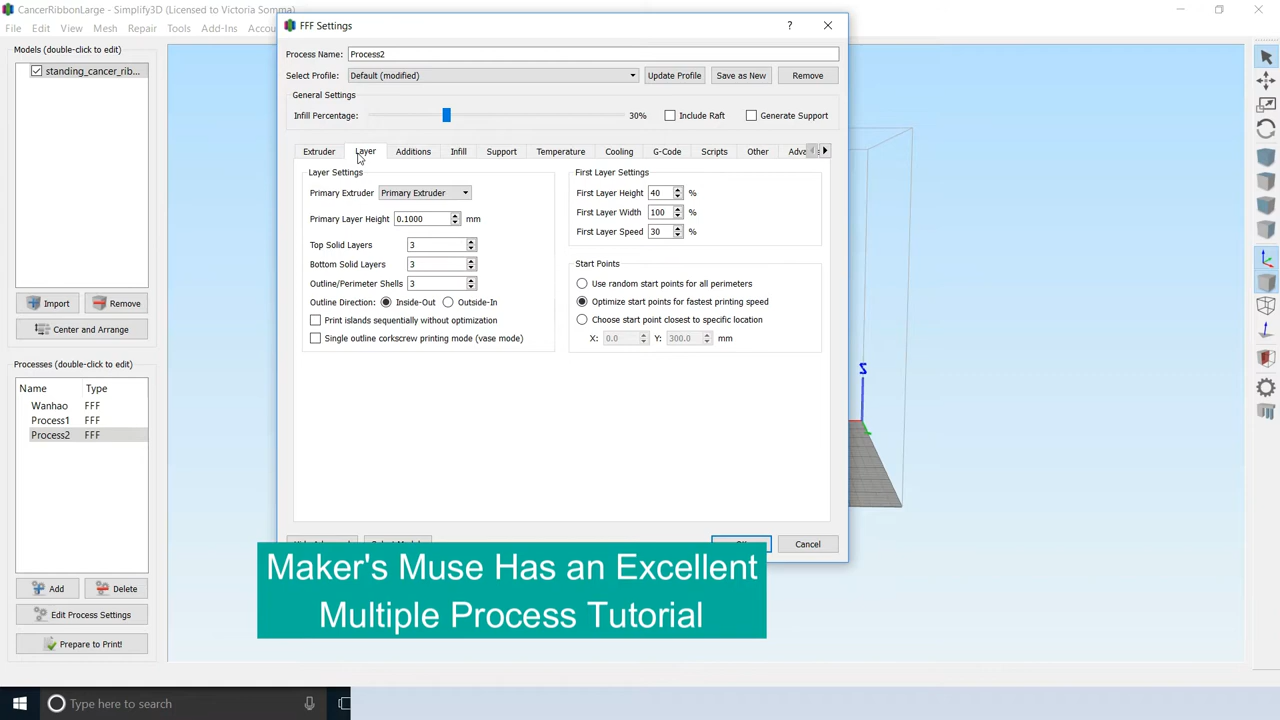 CancerRibbonLarge - Simplify3D (Licensed to Victoria Somma)
File Edit View Mesh Repair Tools Add-Ins
Models (double-click to edit)
standing_cancer_rib...
Import Remove
Center and Arrange
Processes (double-click to edit)
Name Type
Wanhao FFF
Process1 FFF
Process2 FFF
Add Delete
Edit Process Settings
Prepare to Print!
FFF Settings
Process Name: Process2
Select Profile: Default (modified) Update Profile Save as New Remove
General Settings
Infill Percentage: 30% Include Raft Generate Support
Extruder Layer Additions Infill Support Temperature Cooling G-Code Scripts Other
Layer Settings
Primary Extruder Primary Extruder
Primary Layer Height 0.1000 mm
Top Solid Layers 3
Bottom Solid Layers 3
Outline/Perimeter Shells 3
Outline Direction: Inside-Out Outside-In
Print islands sequentially without optimization
Single outline corkscrew printing mode (vase mode)
First Layer Settings
First Layer Height 40 %
First Layer Width 100 %
First Layer Speed 30 %
Start Points
Use random start points for all perimeters
Optimize start points for fastest printing speed
Choose start point closest to specific location
X: 0.0 Y: 300.0 mm
Cancel
Z
Maker's Muse Has an Excellent
Multiple Process Tutorial
Type here to search